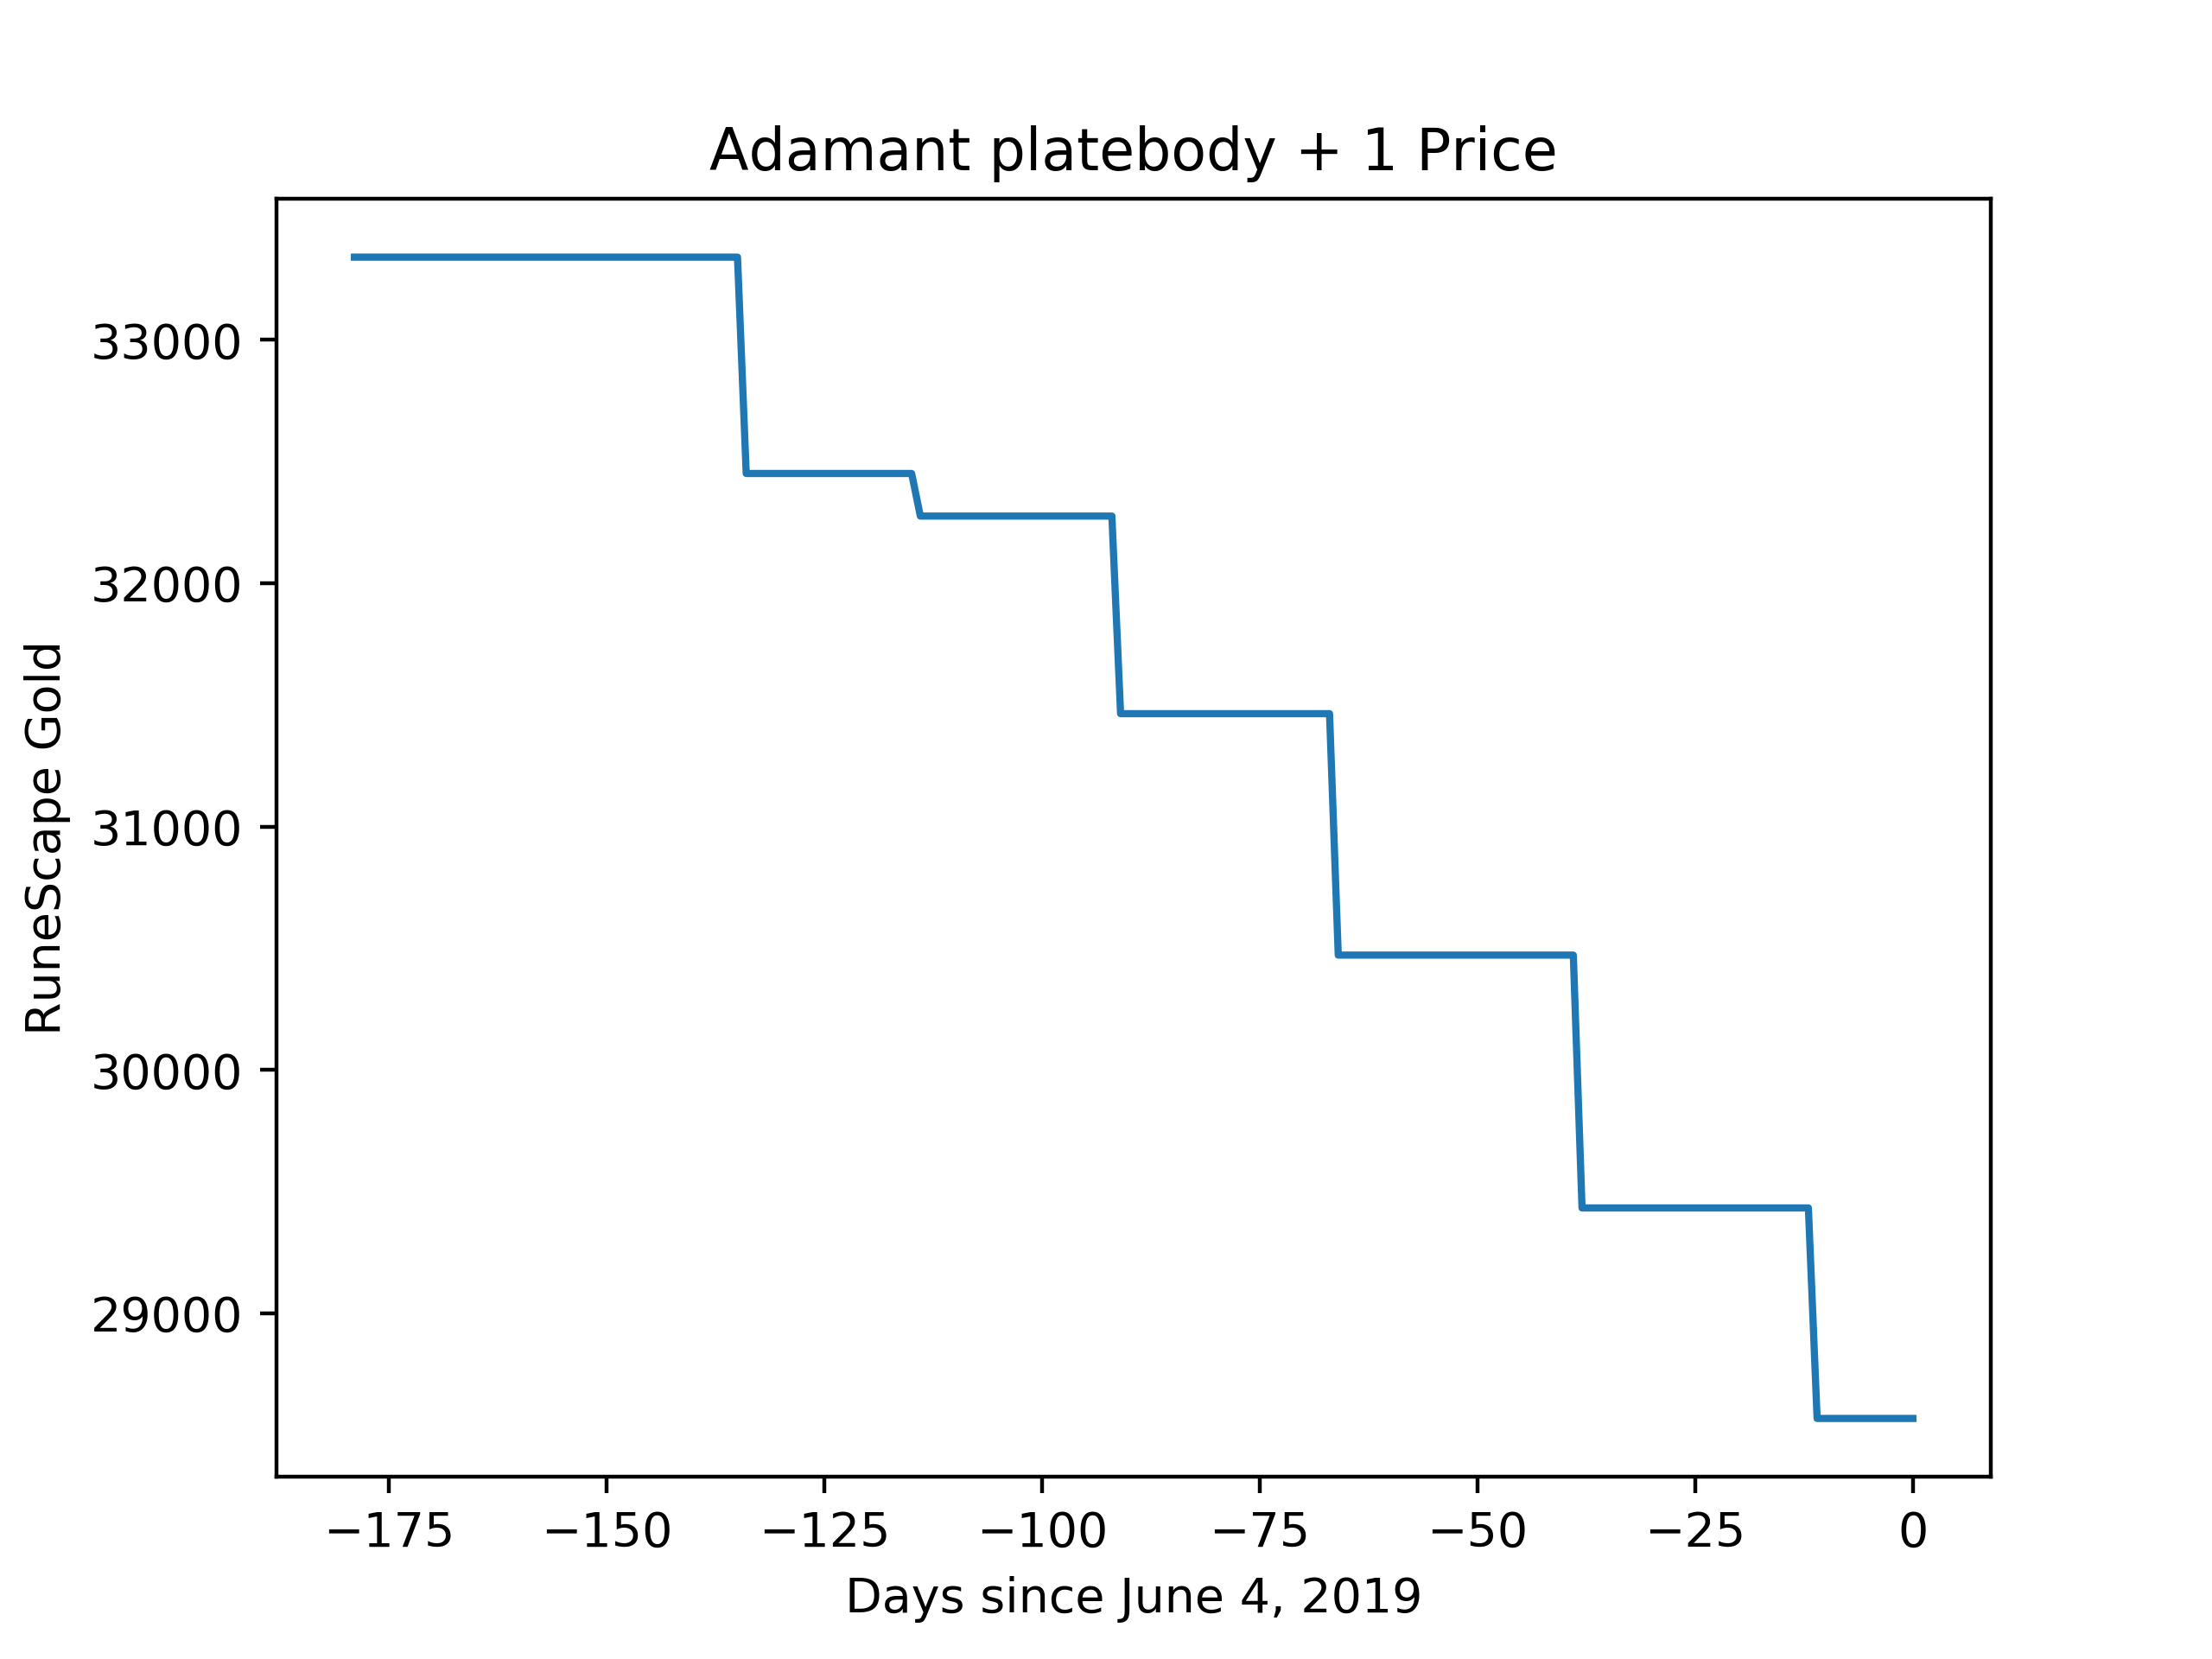 Adamant platebody + 1 Price
RuneScape Gold
33000
32000
31000
30000
29000
−175 −150 −125 −100 −75 −50 −25 0
Days since June 4, 2019